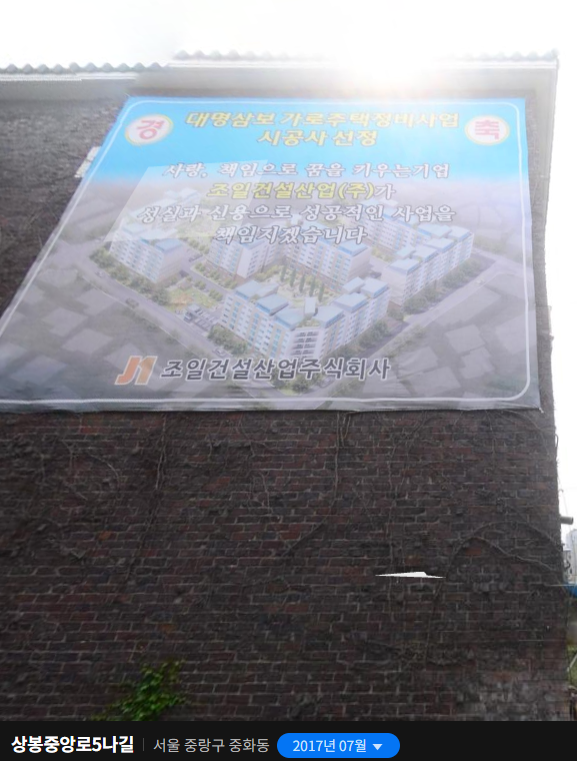 경 대명삼보 가로주택정비사업 축
시공사 선정
사랑, 책임으로 꿈을 키우는기업
조일건설산업(주)가
성실과 신용으로 성공적인 사업을
책임지겠습니다
J1 조일건설산업주식회사
상봉중앙로5나길 서울 중랑구 중화동 2017년 07월